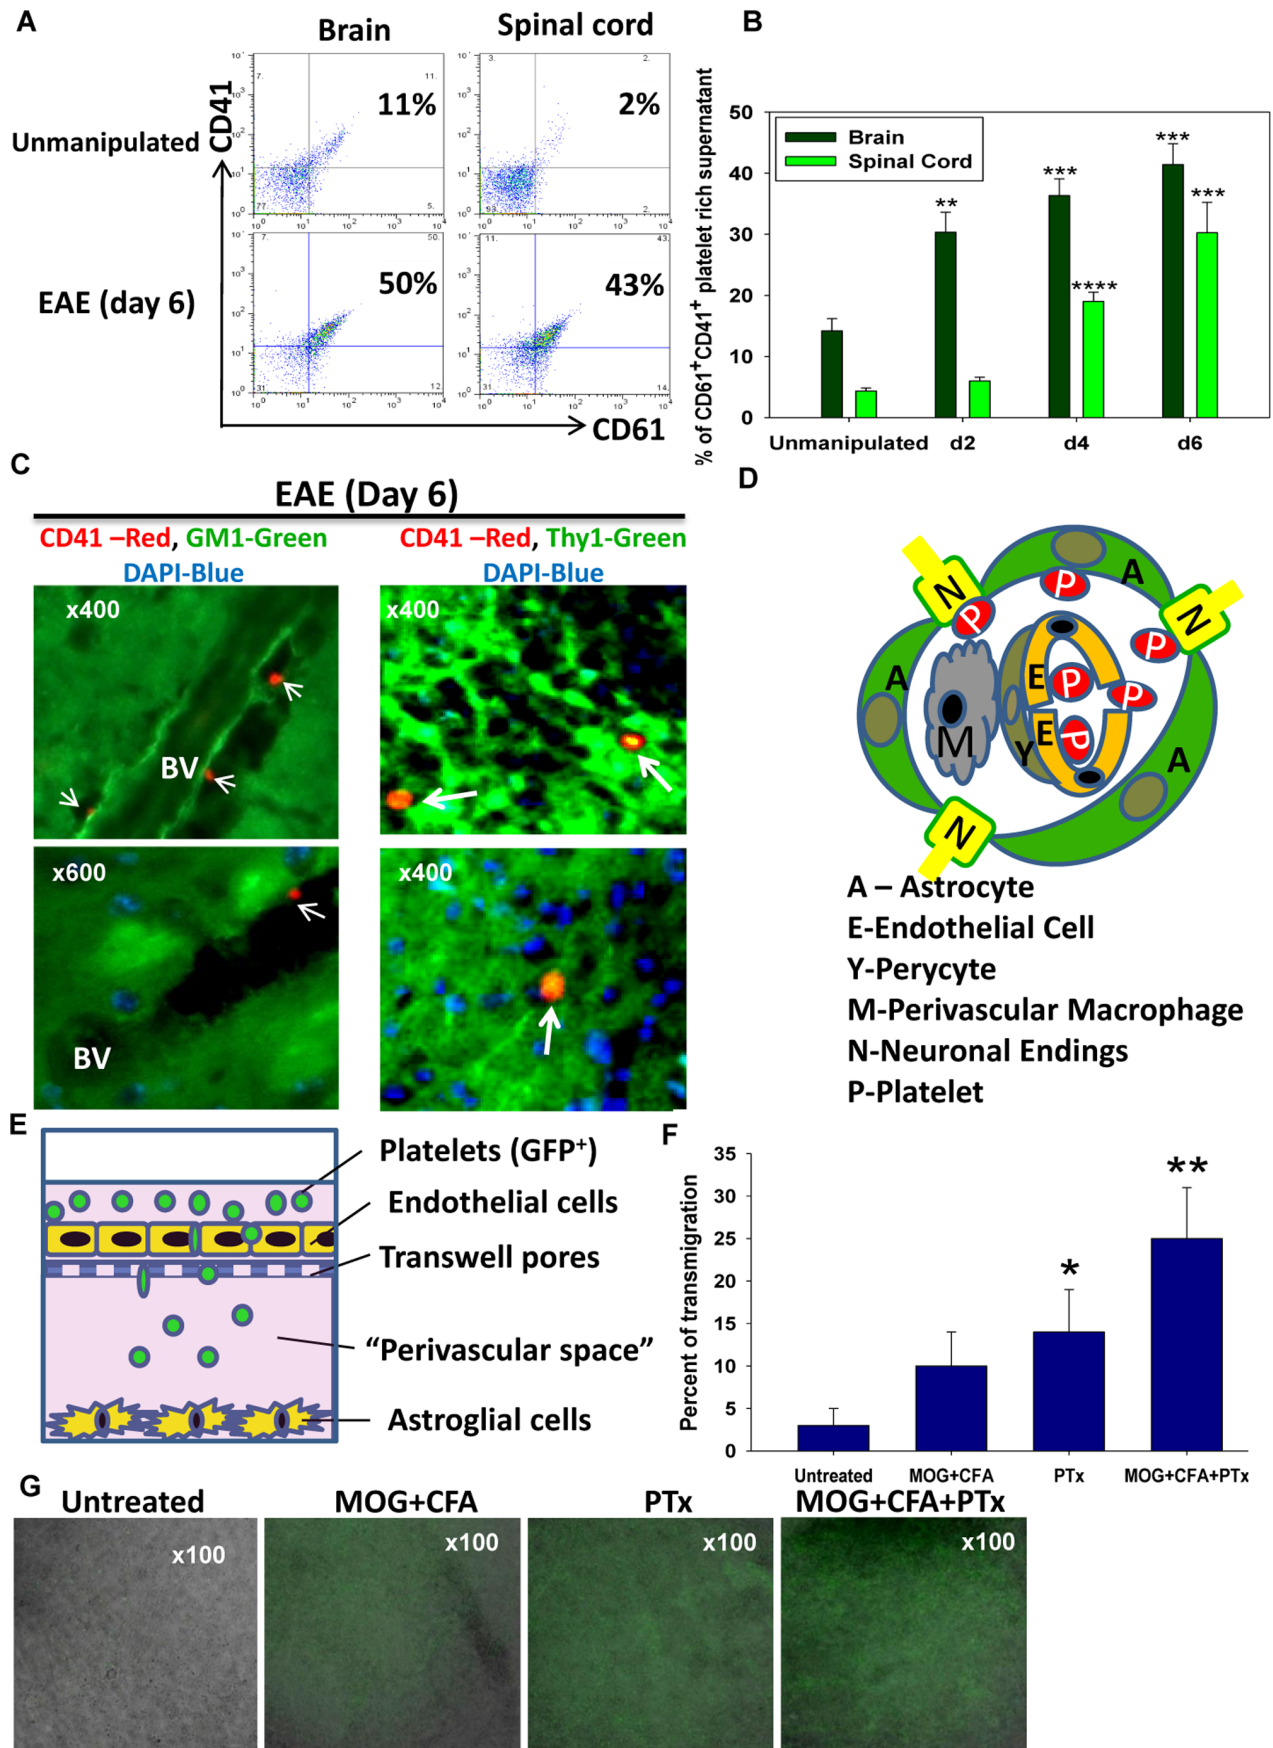 A
Brain
Spinal cord
Unmanipulated
CD41
11%
2%
EAE (day 6)
50%
43%
CD61
B
% of CD61+CD41+ platelet rich supernatant
50
40
30
20
10
0
Brain
Spinal Cord
**
***
****
***
***
Unmanipulated d2 d4 d6
C
EAE (Day 6)
CD41 –Red, GM1-Green
DAPI-Blue
CD41 –Red, Thy1-Green
DAPI-Blue
x400
BV
x400
x600
BV
x400
D
N
P
P
A
N
P
A
E
P
P
M
Y
E
P
A
N
A – Astrocyte
E-Endothelial Cell
Y-Perycyte
M-Perivascular Macrophage
N-Neuronal Endings
P-Platelet
E
Platelets (GFP+)
Endothelial cells
Transwell pores
“Perivascular space”
Astroglial cells
F
Percent of transmigration
35
30
25
20
15
10
5
0
*
**
Untreated MOG+CFA PTx MOG+CFA+PTx
G
Untreated MOG+CFA PTx MOG+CFA+PTx
x100 x100 x100 x100